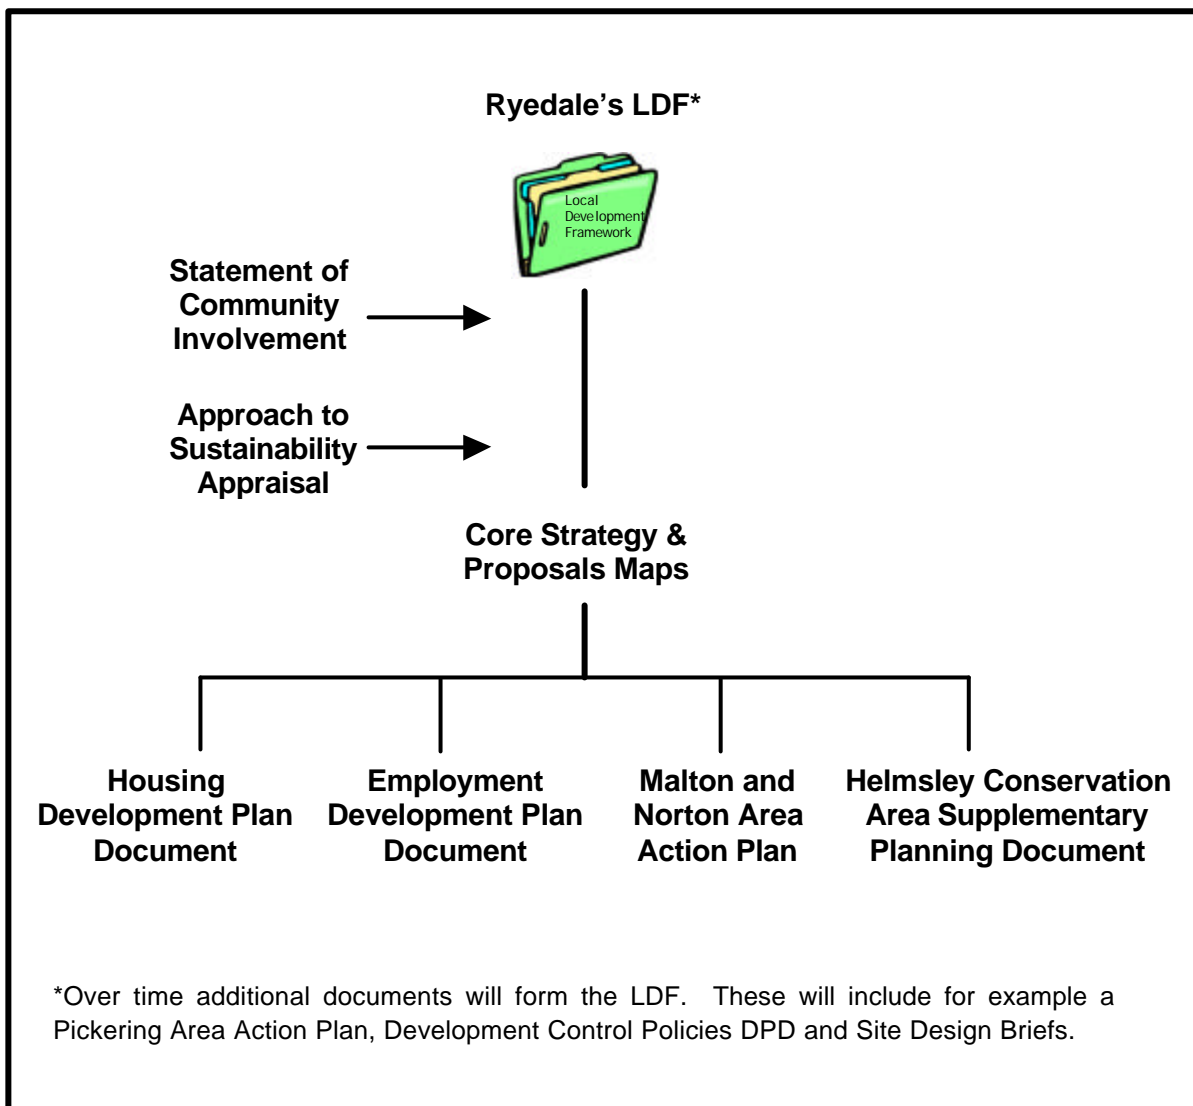 Ryedale's LDF*
Local
Development
Framework
Statement of
Community
Involvement
Approach to
Sustainability
Appraisal
Core Strategy &
Proposals Maps
Housing
Development Plan
Document
Employment
Development Plan
Document
Malton and
Norton Area
Action Plan
Helmsley Conservation
Area Supplementary
Planning Document
*Over time additional documents will form the LDF. These will include for example a
Pickering Area Action Plan, Development Control Policies DPD and Site Design Briefs.